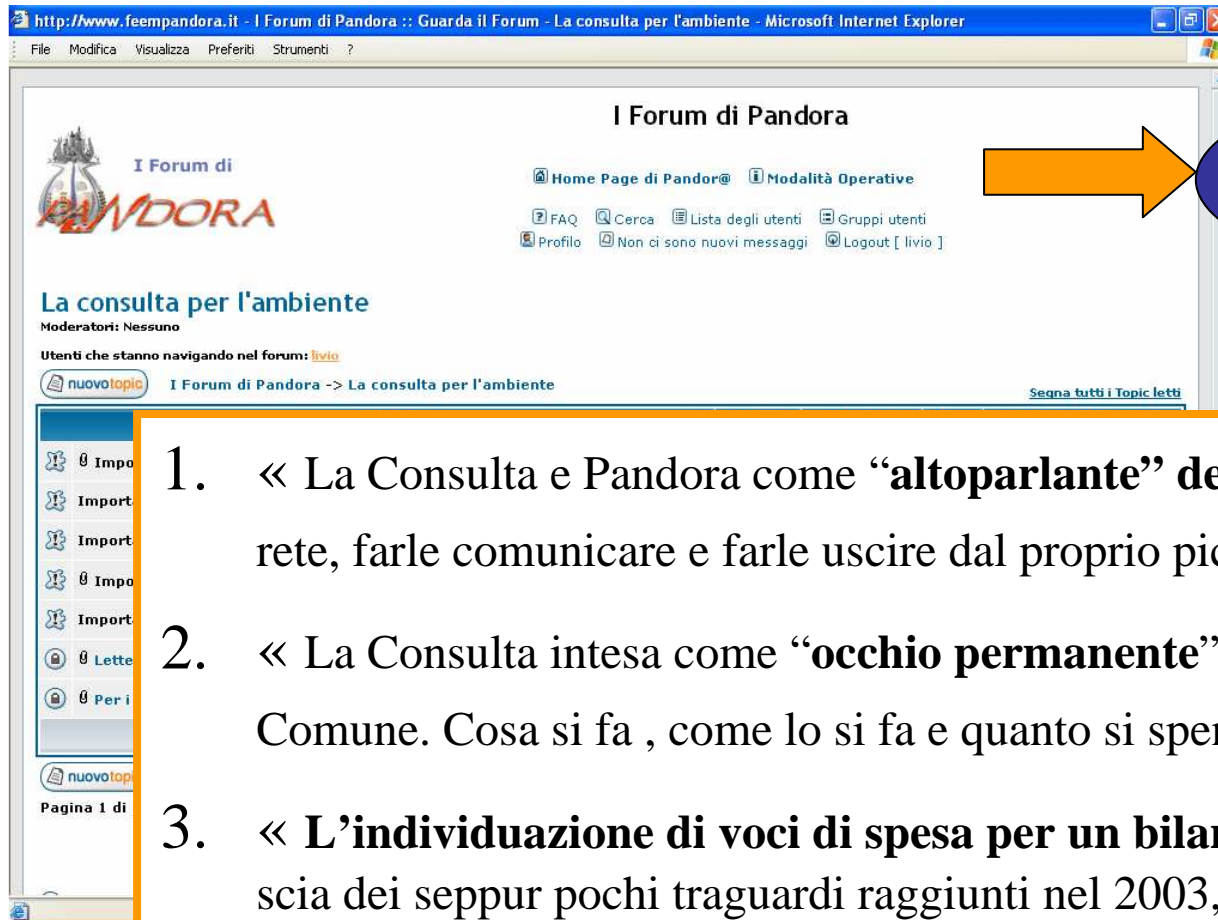 http://www.feempandora.it - I Forum di Pandora :: Guarda il Forum - La consulta per l'ambiente - Microsoft Internet Explorer
File Modifica Visualizza Preferiti Strumenti ?
I Forum di Pandora
I Forum di
PANDORA
Home Page di Pandor@ Modalità Operative
FAQ Cerca Lista degli utenti Gruppi utenti
Profilo Non ci sono nuovi messaggi Logout [ livio ]
La consulta per l'ambiente
Moderatori: Nessuno
Utenti che stanno navigando nel forum: livio
nuovotopic I Forum di Pandora -> La consulta per l'ambiente
Segna tutti i Topic letti
1. « La Consulta e Pandora come “altoparlante”
rete, farle comunicare e farle uscire dal proprio
2. « La Consulta intesa come “occhio permanente”
Comune. Cosa si fa , come lo si fa e quanto si
3. « L’individuazione di voci di spesa per un
scia dei seppur pochi traguardi raggiunti nel 2003,
Per i
Pagina 1 di